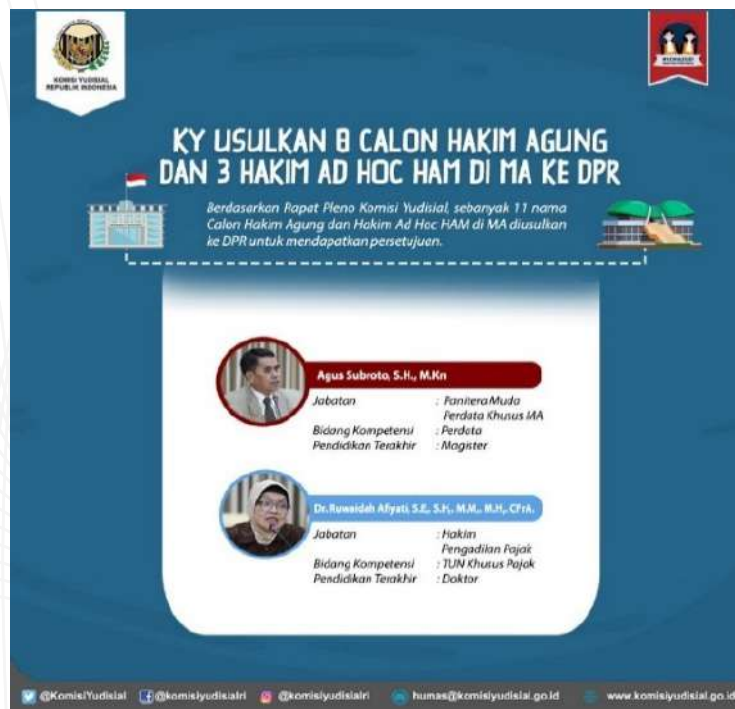 KOMISI YUDISIAL
REPUBLIK INDONESIA
KY USULKAN 8 CALON HAKIM AGUNG
DAN 3 HAKIM AD HOC HAM DI MA KE DPR
Berdasarkan Rapat Pleno Komisi Yudisial, sebanyak 11 nama
Calon Hakim Agung dan Hakim Ad Hoc HAM di MA diusulkan
ke DPR untuk mendapatkan persetujuan.
Agus Subroto, S.H., M.Kn
Jabatan : Panitera Muda
Perdata Khusus MA
Bidang Kompetensi : Perdata
Pendidikan Terakhir : Magister
Dr. Ruwaidah Afiyati, S.E., S.H., M.M., M.H., CFrA.
Jabatan : Hakim
Pengadilan Pajak
Bidang Kompetensi : TUN Khusus Pajak
Pendidikan Terakhir : Doktor
@KomisiYudisial @komisiyudisialri @komisiyudisialri humas@komisiyudisial.go.id www.komisiyudisial.go.id